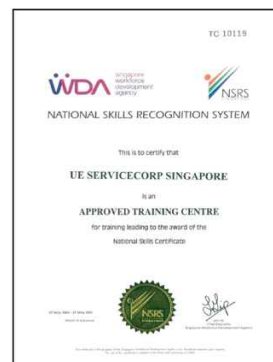 TC 10119
WDA
singapore
workforce
development
agency
NSRS
NATIONAL SKILLS RECOGNITION SYSTEM
This is to certify that
UE SERVICECORP SINGAPORE
is an
APPROVED TRAINING CENTRE
for training leading to the award of the
National Skills Certificate
NSRS